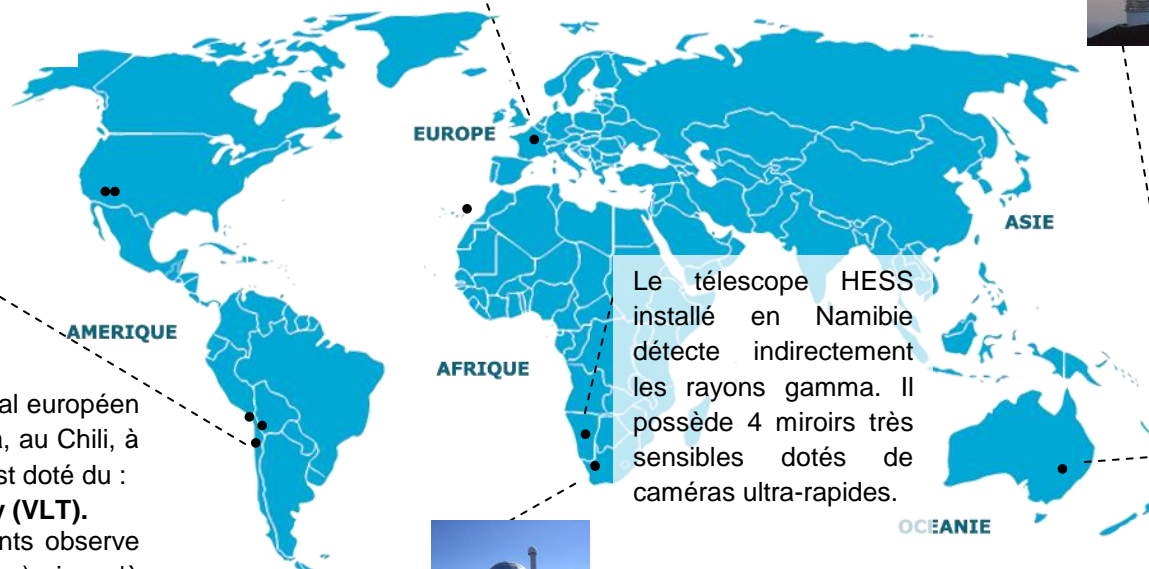 EUROPE
ASIE
AMERIQUE
AFRIQUE
OCEANIE
Le télescope HESS
installé en Namibie
détecte indirectement
les rayons gamma. Il
possède 4 miroirs très
sensibles dotés de
caméras ultra-rapides.
al européen
, au Chili, à
st doté du :
(VLT).
nts observe